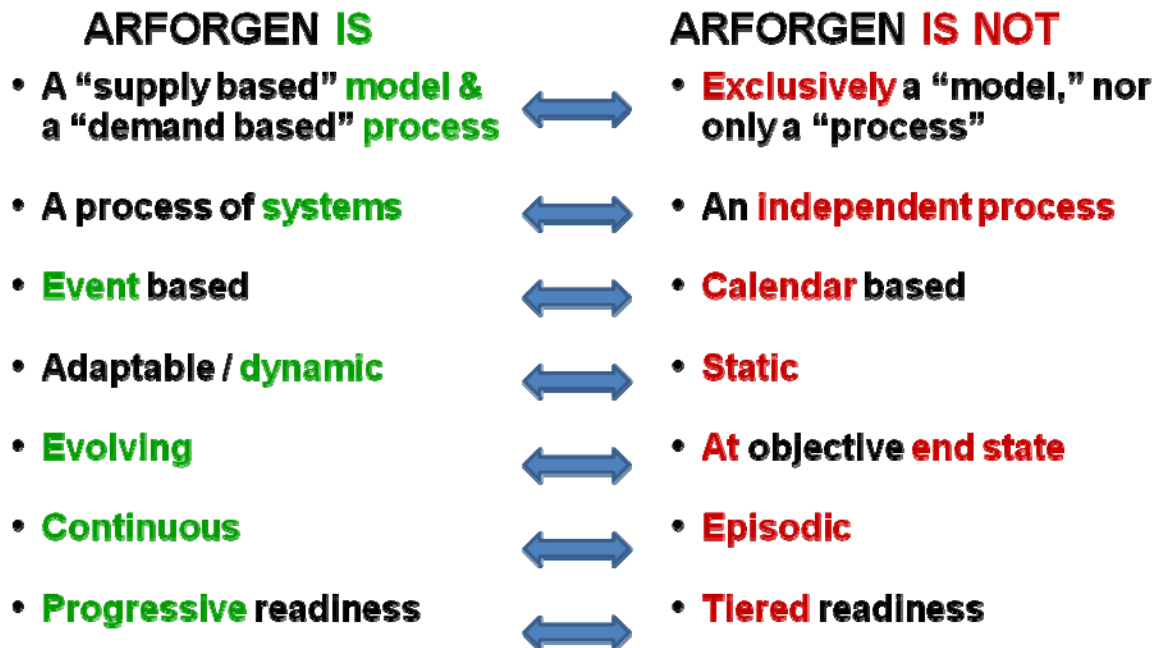 ARFORGEN IS
• A “supply based” model &
a “demand based” process
• A process of systems
• Event based
• Adaptable / dynamic
• Evolving
• Continuous
• Progressive readiness
ARFORGEN IS NOT
• Exclusively a “model,” nor
only a “process”
• An independent process
• Calendar based
• Static
• At objective end state
• Episodic
• Tiered readiness